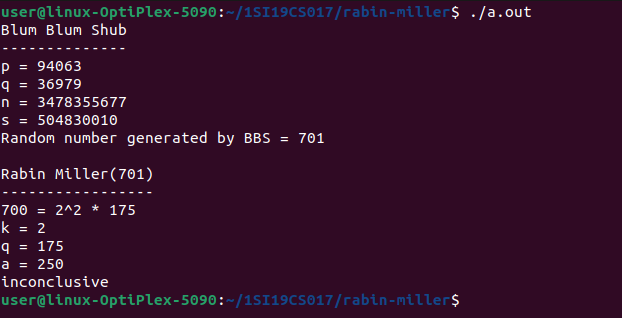 user@linux-OptiPlex-5090:~/1SI19CS017/rabin-miller$ ./a.out
Blum Blum Shub
-------------
p = 94063
q = 36979
n = 3478355677
s = 504830010
Random number generated by BBS = 701
Rabin Miller(701)
-----------------
700 = 2^2 * 175
k = 2
q = 175
a = 250
inconclusive
user@linux-OptiPlex-5090:~/1SI19CS017/rabin-miller$